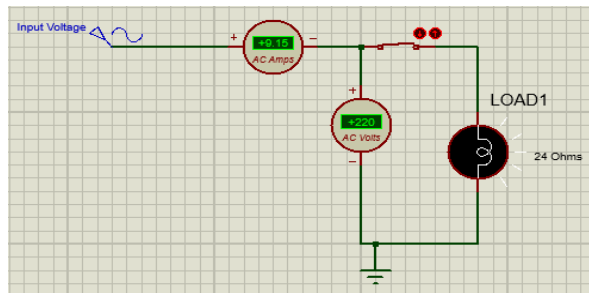 Input Voltage
+
+9.15
−
AC Amps
+
+220
AC Volts
−
LOAD1
24 Ohms